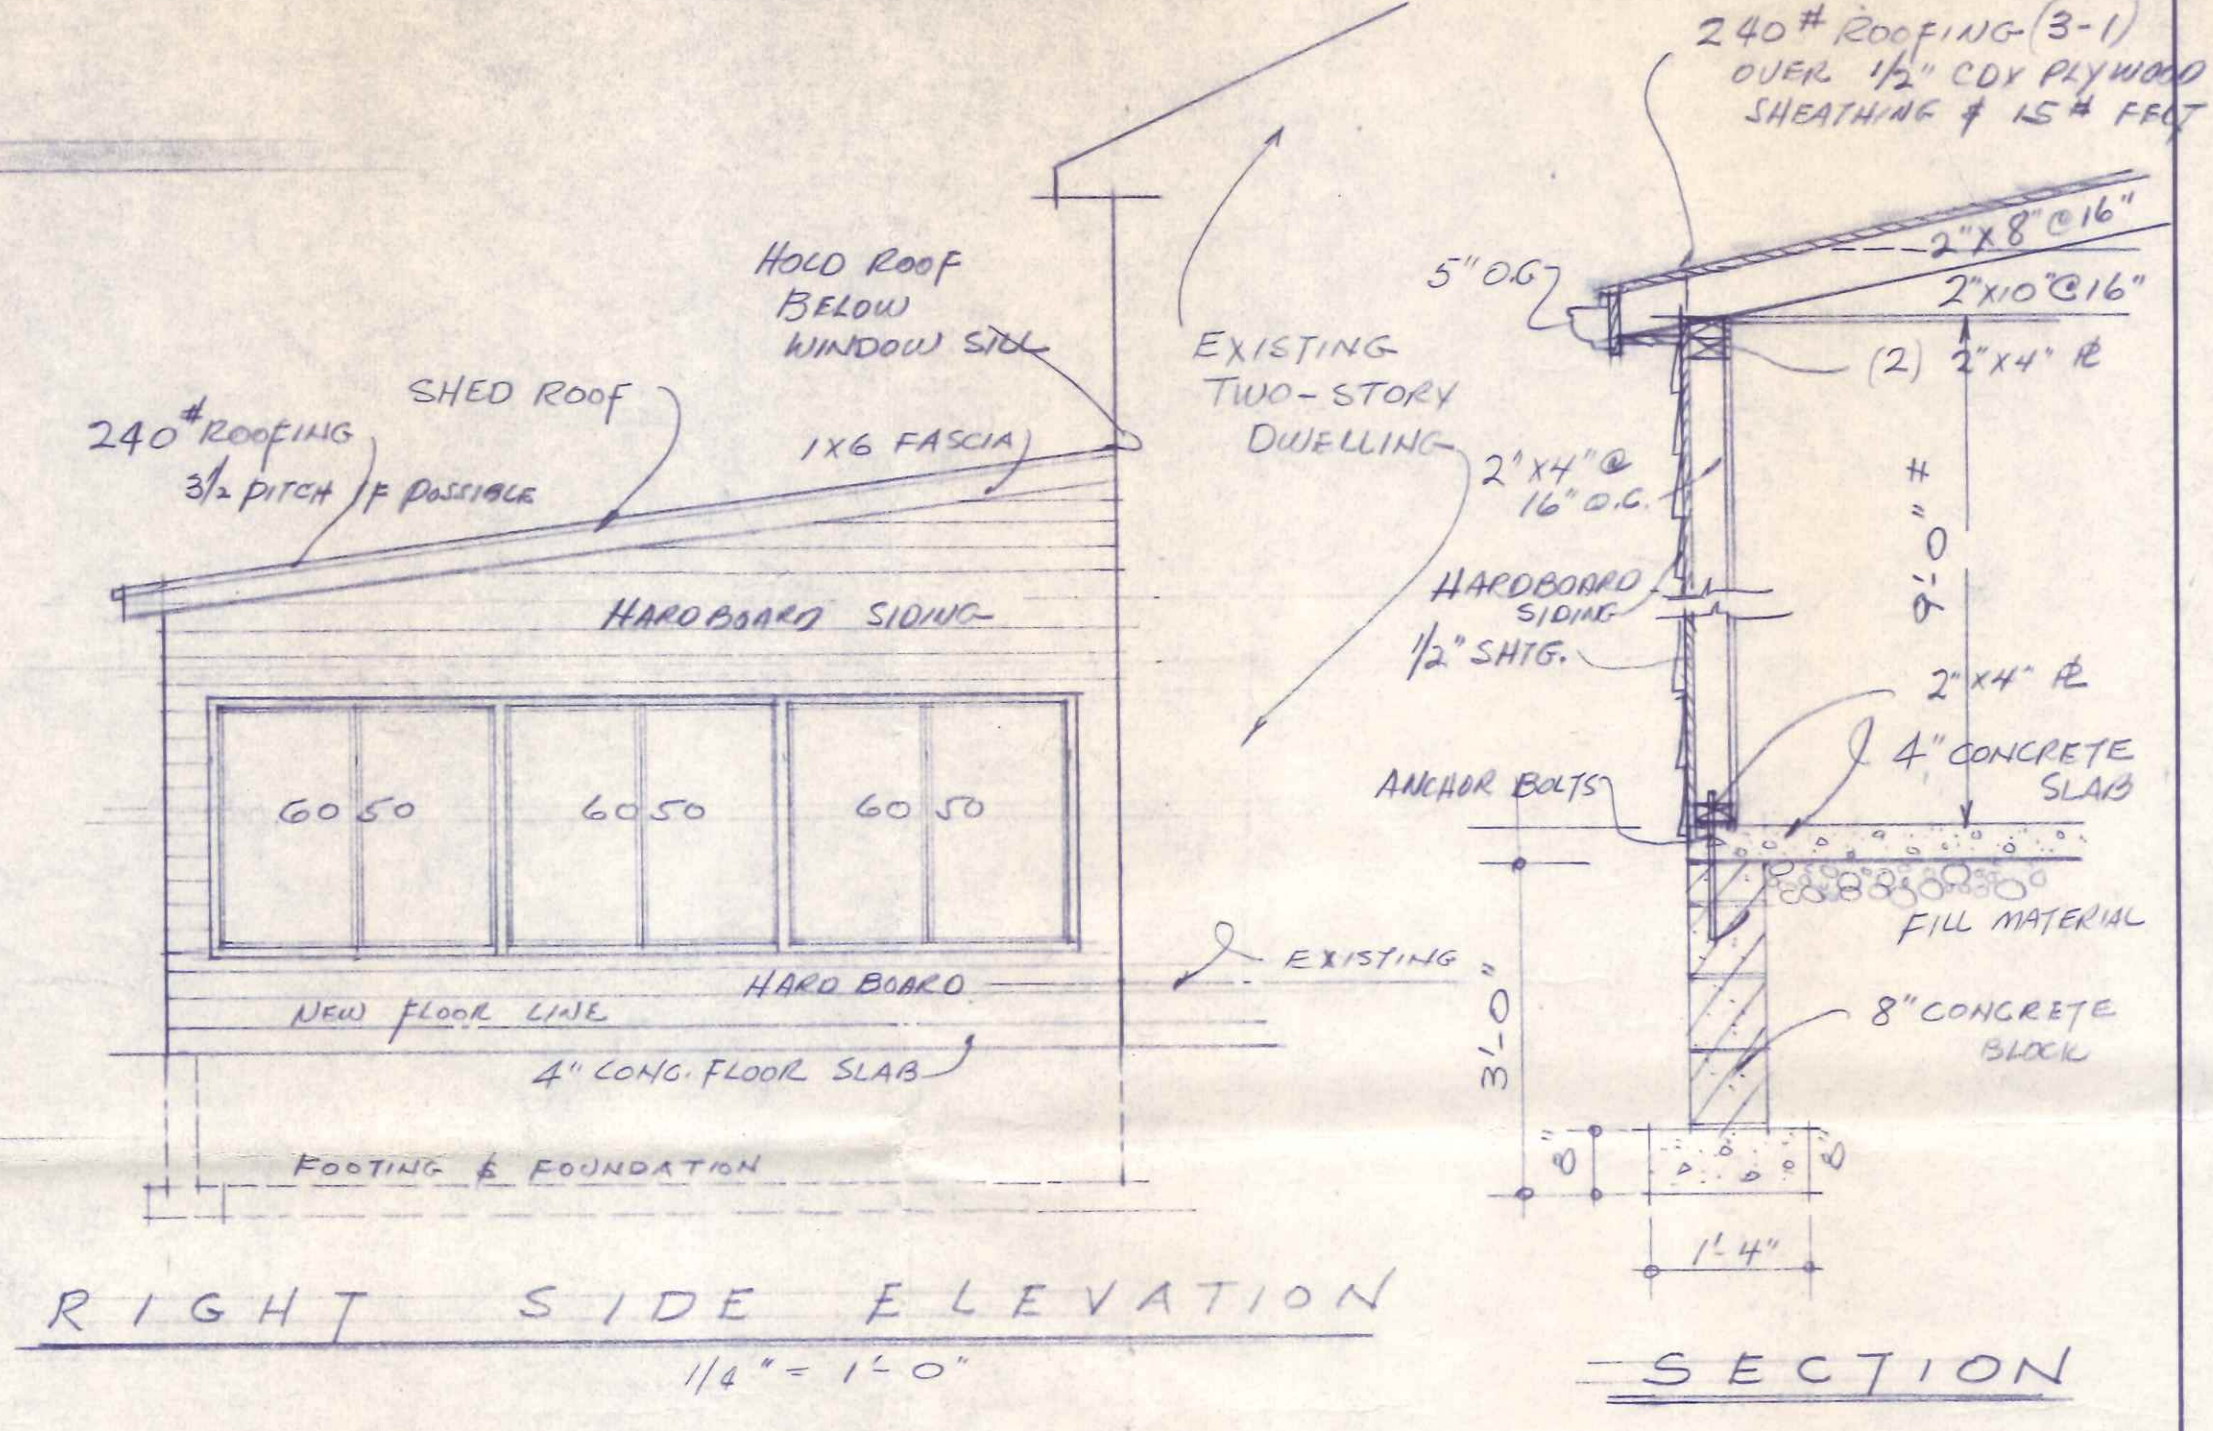 240# ROOFING (3-1)
OVER 1/2" CDX PLYWOOD
SHEATHING & 15# FELT
HOLD ROOF
BELOW
WINDOW SILL
SHED ROOF
240# ROOFING
3 1/2 PITCH IF POSSIBLE
1X6 FASCIA
EXISTING
TWO-STORY
DWELLING
HARDBOARD SIDING
6050
6050
6050
HARD BOARD
EXISTING
NEW FLOOR LINE
4" CONC. FLOOR SLAB
FOOTING & FOUNDATION
RIGHT SIDE ELEVATION
1/4" = 1'-0"
2"X8"@16"
5" O.G
2"X10"@16"
(2) 2"X4" PL
2"X4"@
16" O.C.
9'-0"
HARDBOARD
SIDING
1/2" SHTG.
2"X4" PL
4" CONCRETE
SLAB
ANCHOR BOLTS
FILL MATERIAL
3'-0"
8" CONCRETE
BLOCK
8"
8"
1'-4"
SECTION